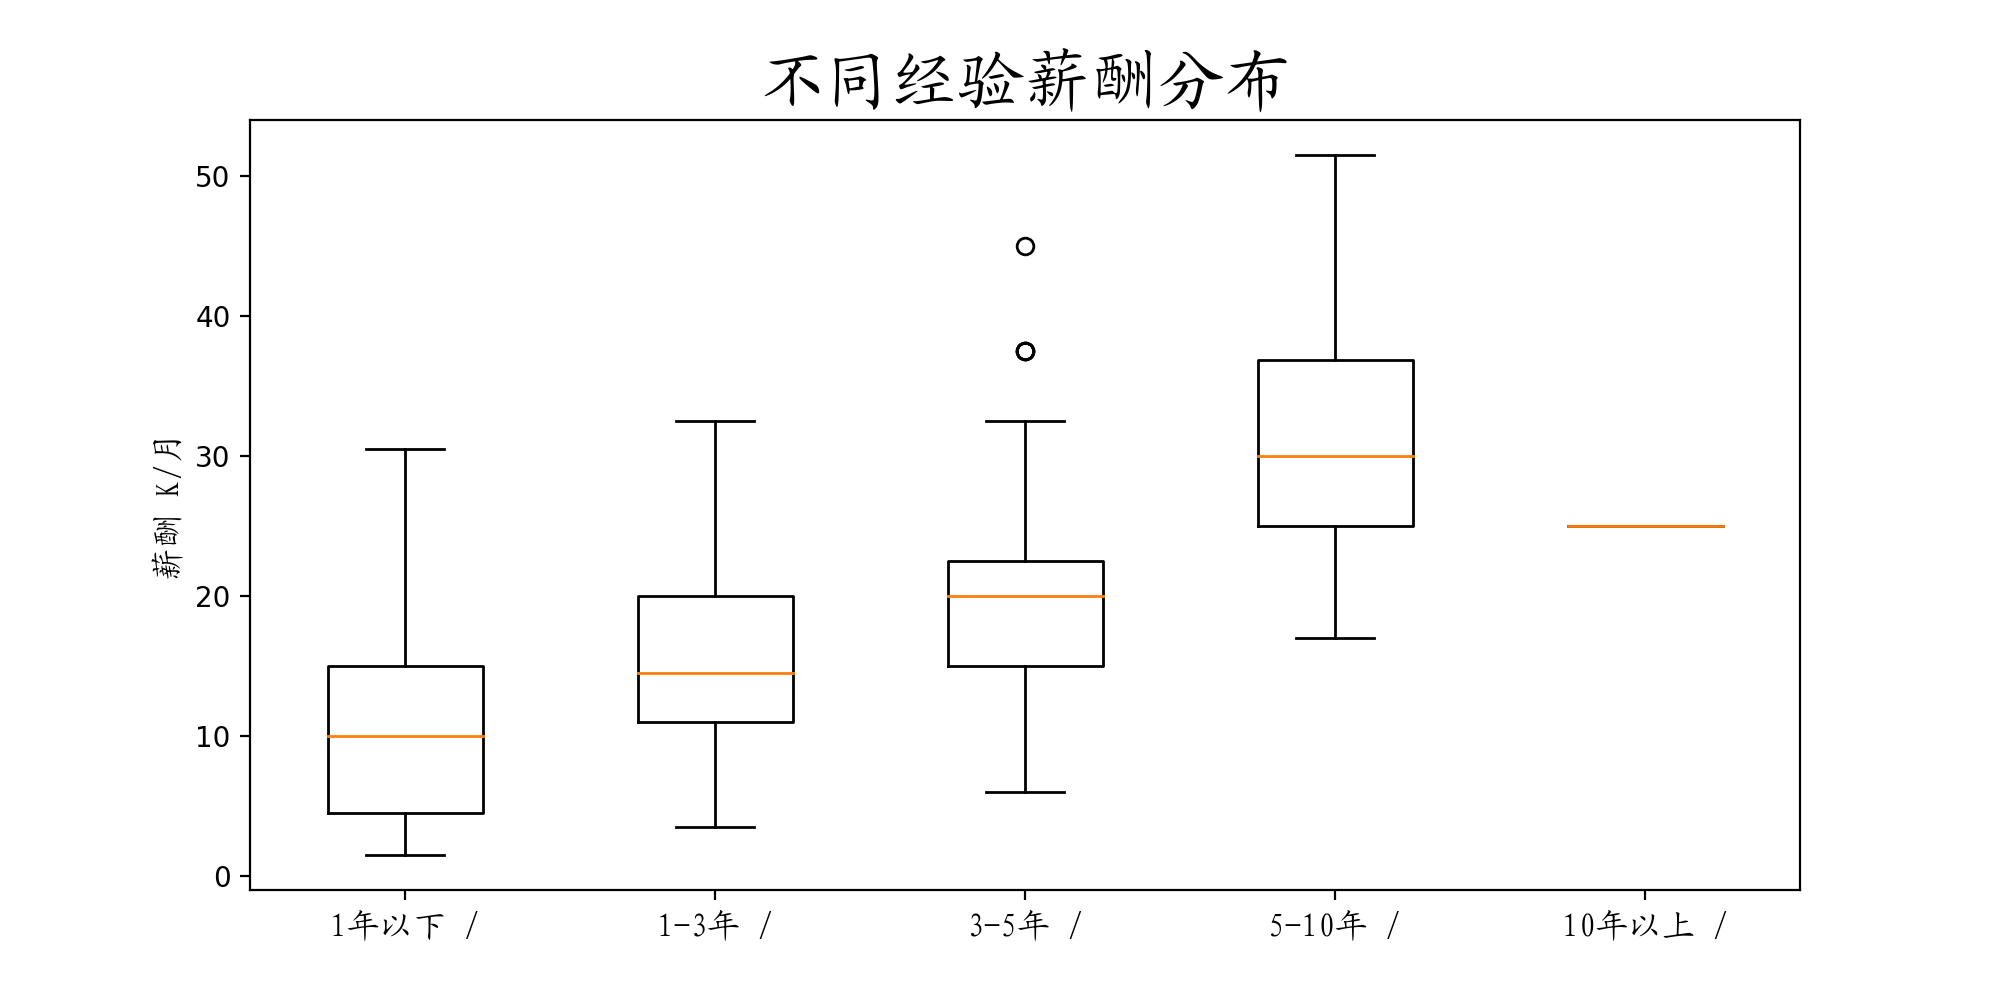 不同经验薪酬分布
薪酬 K/月
50
40
30
20
10
0
1年以下 /
1-3年 /
3-5年 /
5-10年 /
10年以上 /